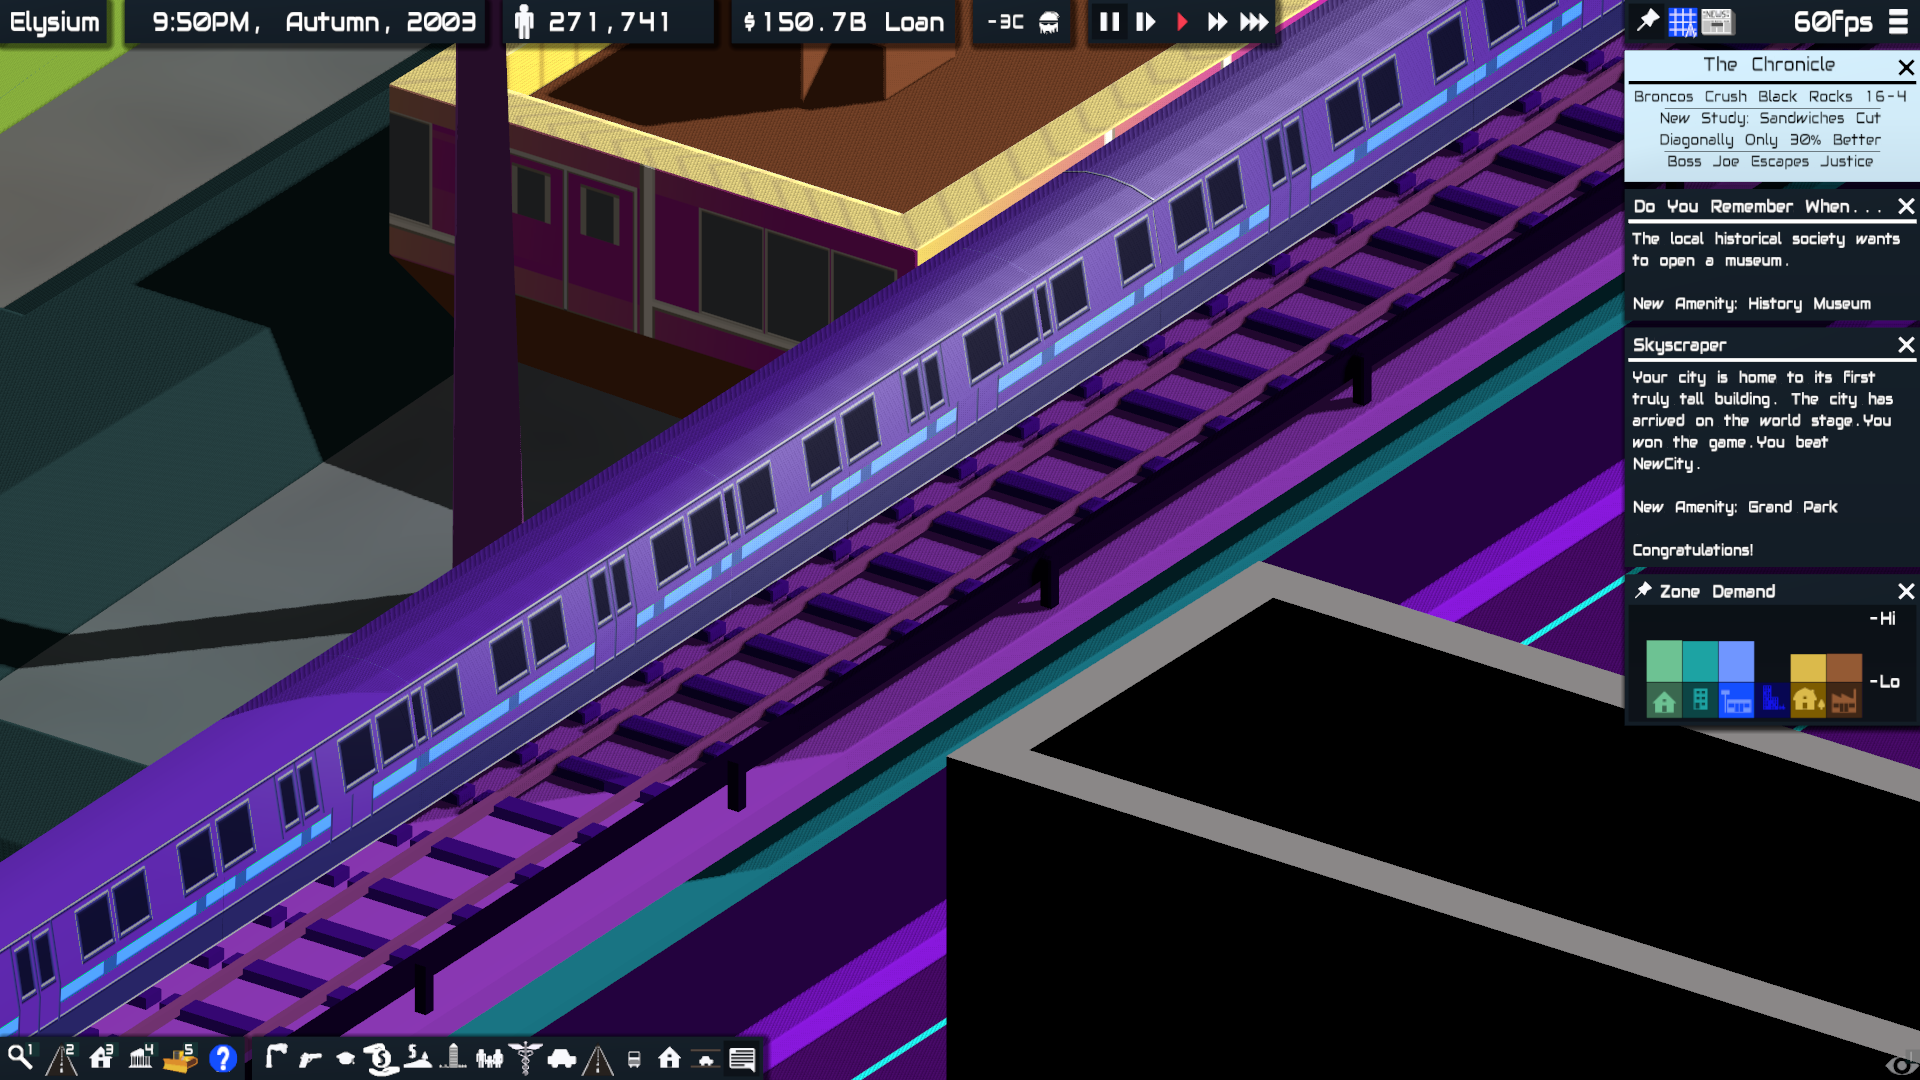 Elysium
9:50PM, Autumn, 2003
271,741
$150.7B Loan
-3C
NEWS
60fps
The Chronicle
Broncos Crush Black Rocks 16-4
New Study: Sandwiches Cut
Diagonally Only 30% Better
Boss Joe Escapes Justice
Do You Remember When...
The local historical society wants
to open a museum.
New Amenity: History Museum
Skyscraper
Your city is home to its first
truly tall building. The city has
arrived on the world stage.You
won the game.You beat
NewCity.
New Amenity: Grand Park
Congratulations!
Zone Demand
-Hi
-Lo
1
2
3
4
5
?